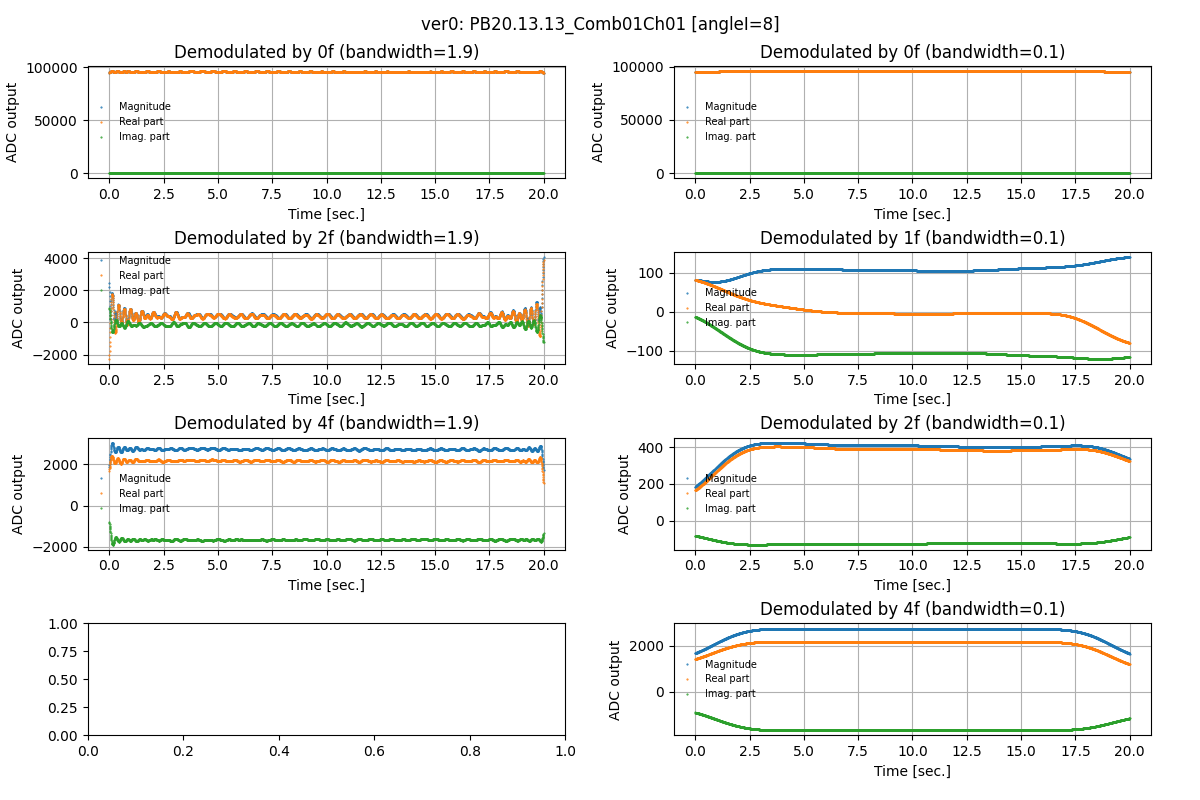 ver0: PB20.13.13_Comb01Ch01 [angleI=8]
Demodulated by 0f (bandwidth=1.9)
100000
50000
0
ADC output
Magnitude
Real part
Imag. part
0.0 2.5 5.0 7.5 10.0 12.5 15.0 17.5 20.0
Time [sec.]
Demodulated by 0f (bandwidth=0.1)
100000
50000
0
ADC output
Magnitude
Real part
Imag. part
0.0 2.5 5.0 7.5 10.0 12.5 15.0 17.5 20.0
Time [sec.]
Demodulated by 2f (bandwidth=1.9)
4000
2000
0
−2000
ADC output
Magnitude
Real part
Imag. part
0.0 2.5 5.0 7.5 10.0 12.5 15.0 17.5 20.0
Time [sec.]
Demodulated by 1f (bandwidth=0.1)
100
0
−100
ADC output
Magnitude
Real part
Imag. part
0.0 2.5 5.0 7.5 10.0 12.5 15.0 17.5 20.0
Time [sec.]
Demodulated by 4f (bandwidth=1.9)
2000
0
−2000
ADC output
Magnitude
Real part
Imag. part
0.0 2.5 5.0 7.5 10.0 12.5 15.0 17.5 20.0
Time [sec.]
Demodulated by 2f (bandwidth=0.1)
400
200
0
ADC output
Magnitude
Real part
Imag. part
0.0 2.5 5.0 7.5 10.0 12.5 15.0 17.5 20.0
Time [sec.]
1.00
0.75
0.50
0.25
0.00
0.0 0.2 0.4 0.6 0.8 1.0
Demodulated by 4f (bandwidth=0.1)
2000
0
ADC output
Magnitude
Real part
Imag. part
0.0 2.5 5.0 7.5 10.0 12.5 15.0 17.5 20.0
Time [sec.]